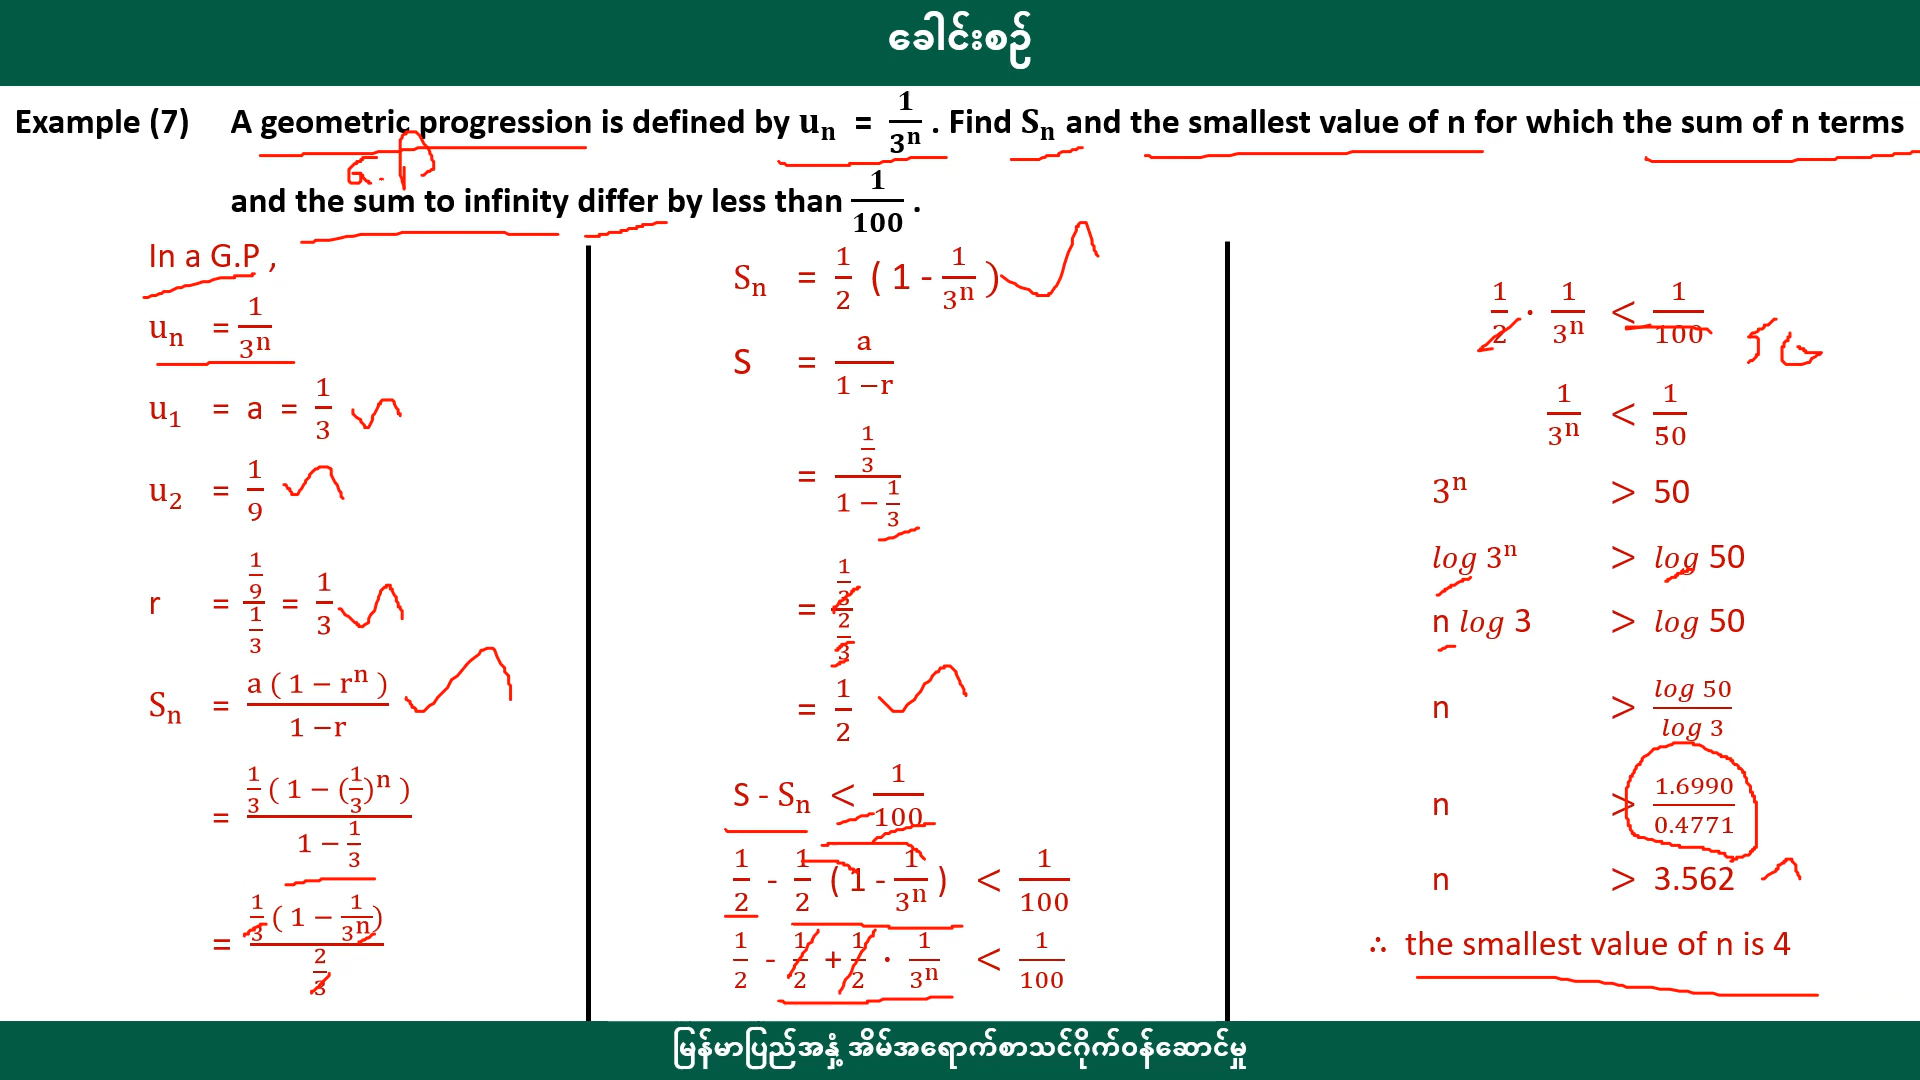 ခေါင်းစဉ်
Example (7) A geometric progression is defined by uₙ = 1/3ⁿ . Find Sₙ and the smallest value of n for which the sum of n terms
and the sum to infinity differ by less than 1/100 .
G.P
In a G.P ,
uₙ = 1/3ⁿ
u₁ = a = 1/3
u₂ = 1/9
r = (1/9)/(1/3) = 1/3
Sₙ = a ( 1 − rⁿ )/(1 − r)
= 1/3 ( 1 − (1/3)ⁿ )/(1 − 1/3)
= 1/3 ( 1 − 1/3ⁿ)/(2/3)
Sₙ = 1/2 ( 1 - 1/3ⁿ )
S = a/(1 − r)
= (1/3)/(1 − 1/3)
= (1/3)/(2/3)
= 1/2
S - Sₙ < 1/100
1/2 - 1/2 ( 1 - 1/3ⁿ ) < 1/100
1/2 - 1/2 + 1/2 · 1/3ⁿ < 1/100
1/2 · 1/3ⁿ < 1/100
50
1/3ⁿ < 1/50
3ⁿ > 50
log 3ⁿ > log 50
n log 3 > log 50
n > log 50/log 3
n > 1.6990/0.4771
n > 3.562
∴ the smallest value of n is 4
မြန်မာပြည်အနှံ့ အိမ်အရောက်စာသင်ဂိုက်ဝန်ဆောင်မှု